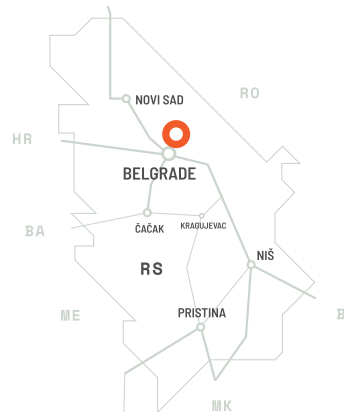 RO
NOVI SAD
HR
BELGRADE
KRAGUJEVAC
ČAČAK
BA
NIŠ
RS
PRISTINA
ME
B
MK